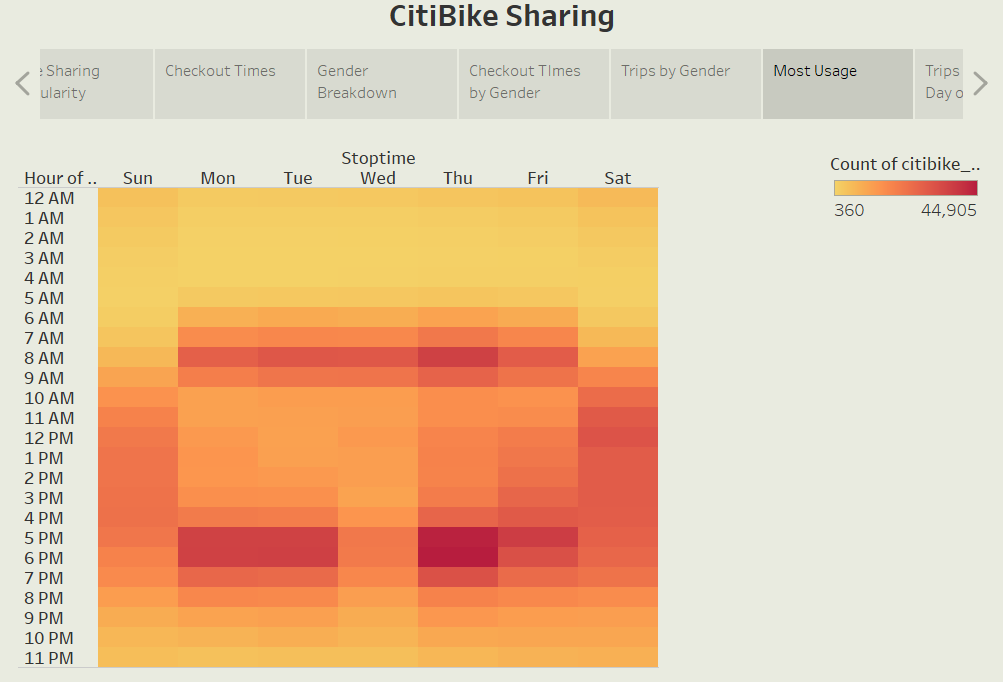 CitiBike Sharing
Sharing
ularity
Checkout Times
Gender
Breakdown
Checkout TImes
by Gender
Trips by Gender
Most Usage
Trips
Day o
Stoptime
Hour of ..
Sun
Mon
Tue
Wed
Thu
Fri
Sat
12 AM
1 AM
2 AM
3 AM
4 AM
5 AM
6 AM
7 AM
8 AM
9 AM
10 AM
11 AM
12 PM
1 PM
2 PM
3 PM
4 PM
5 PM
6 PM
7 PM
8 PM
9 PM
10 PM
11 PM
Count of citibike_..
360
44,905